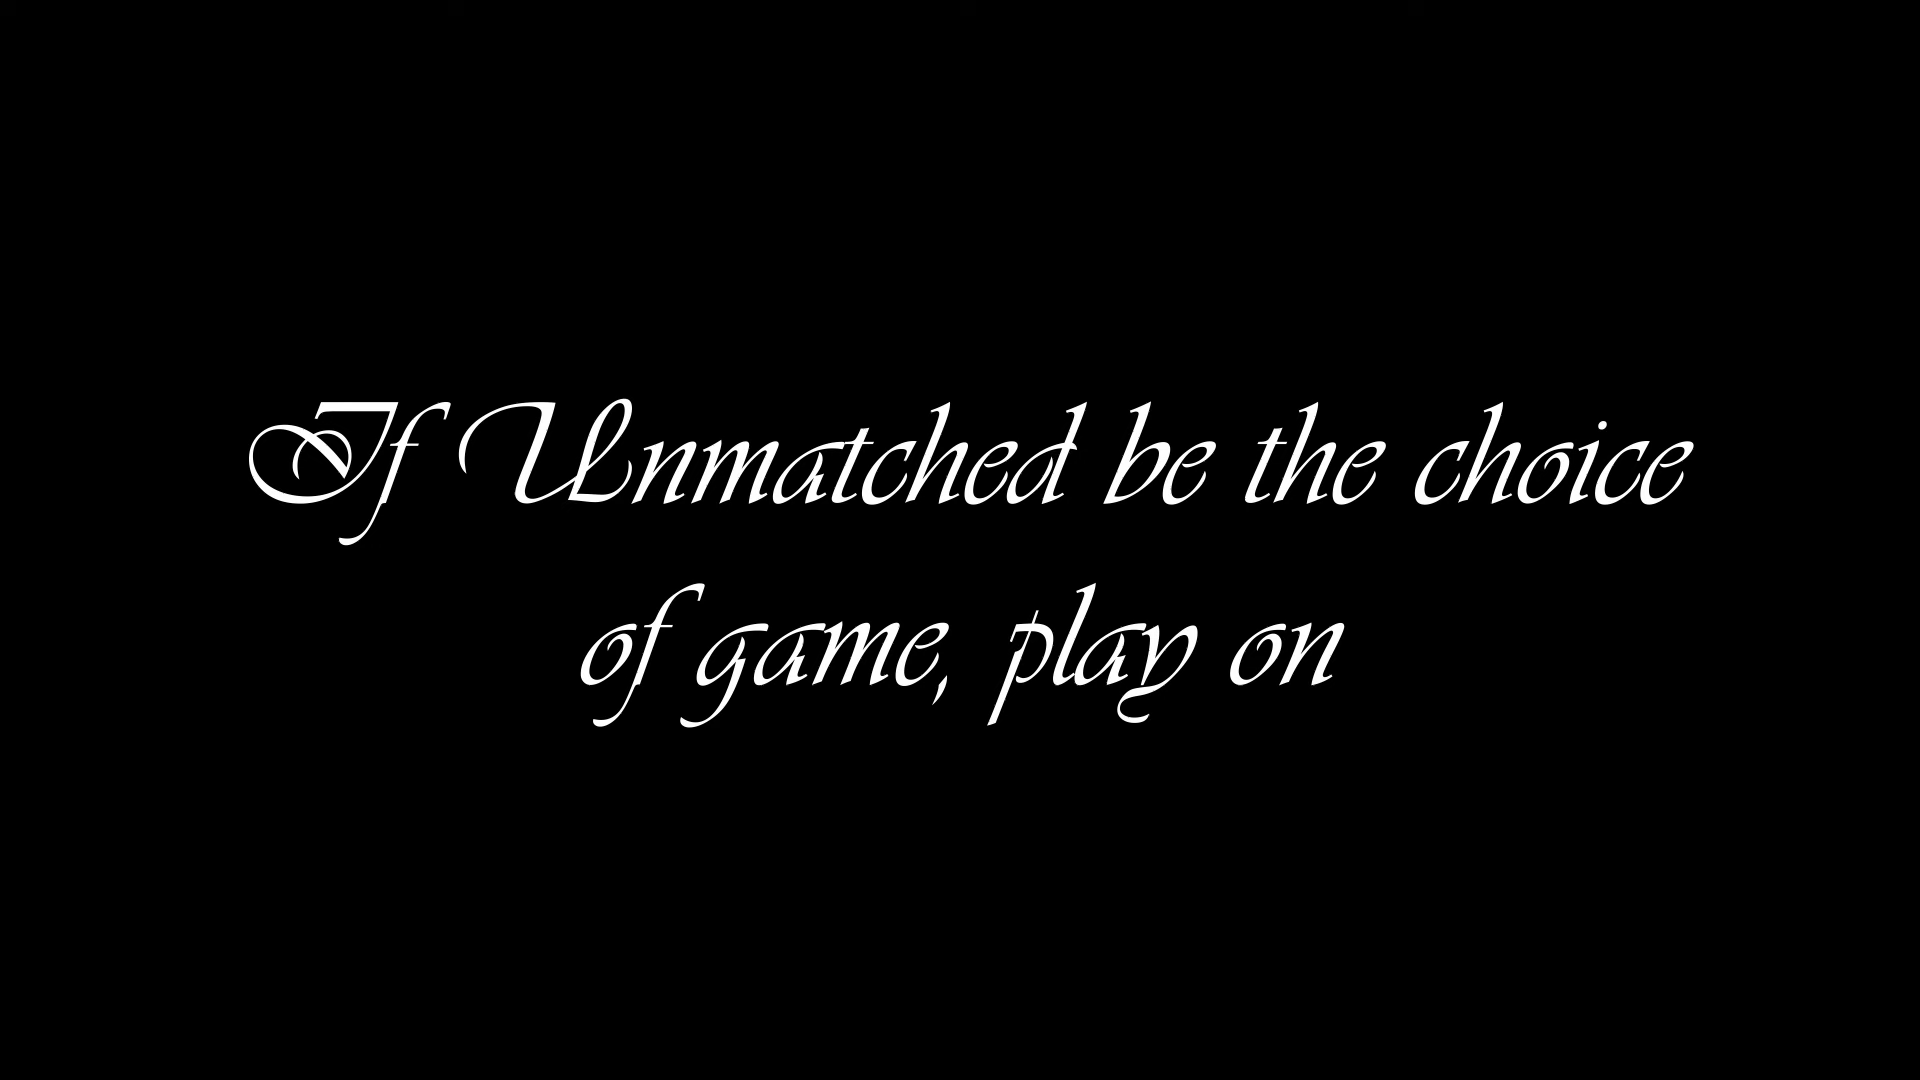 If Unmatched be the choice
of game, play on